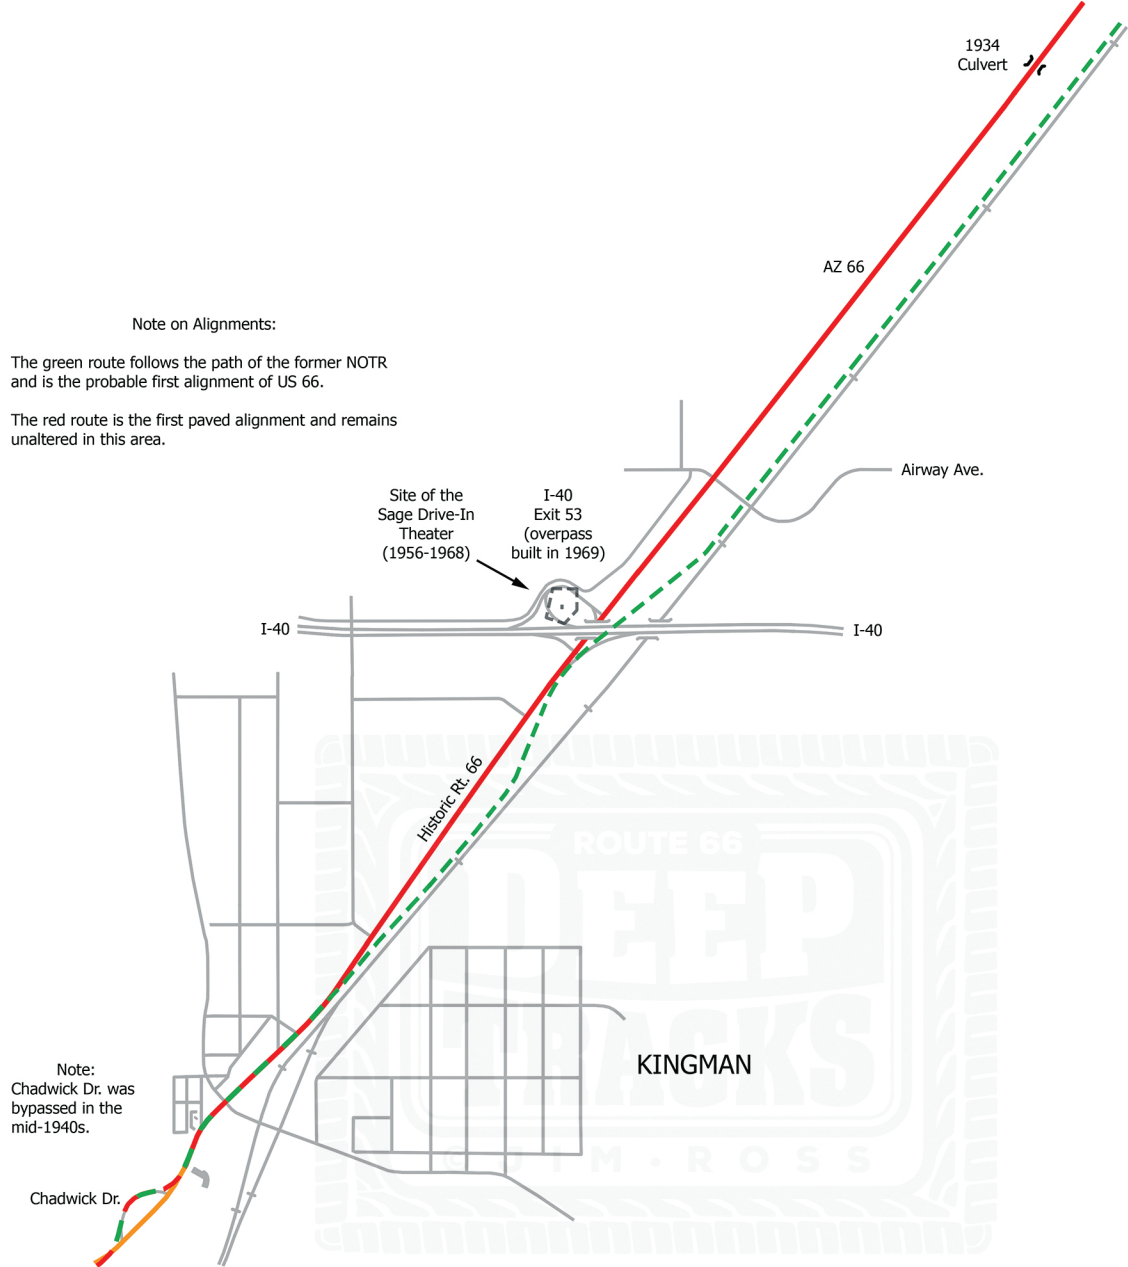 1934
Culvert
AZ 66
Note on Alignments:
The green route follows the path of the former NOTR
and is the probable first alignment of US 66.
The red route is the first paved alignment and remains
unaltered in this area.
Airway Ave.
Site of the
Sage Drive-In
Theater
(1956-1968)
I-40
Exit 53
(overpass
built in 1969)
I-40
I-40
Historic Rt. 66
ROUTE 66
DEEP
TRACKS
© JIM·ROSS
KINGMAN
Note:
Chadwick Dr. was
bypassed in the
mid-1940s.
Chadwick Dr.